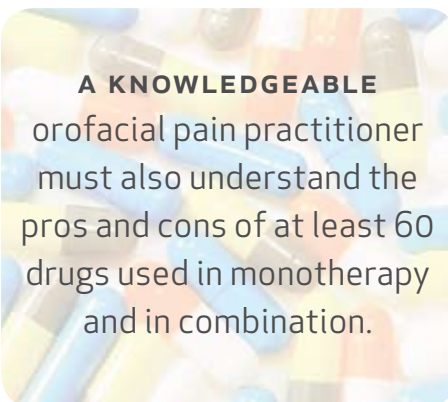 A KNOWLEDGEABLE
orofacial pain practitioner
must also understand the
pros and cons of at least 60
drugs used in monotherapy
and in combination.